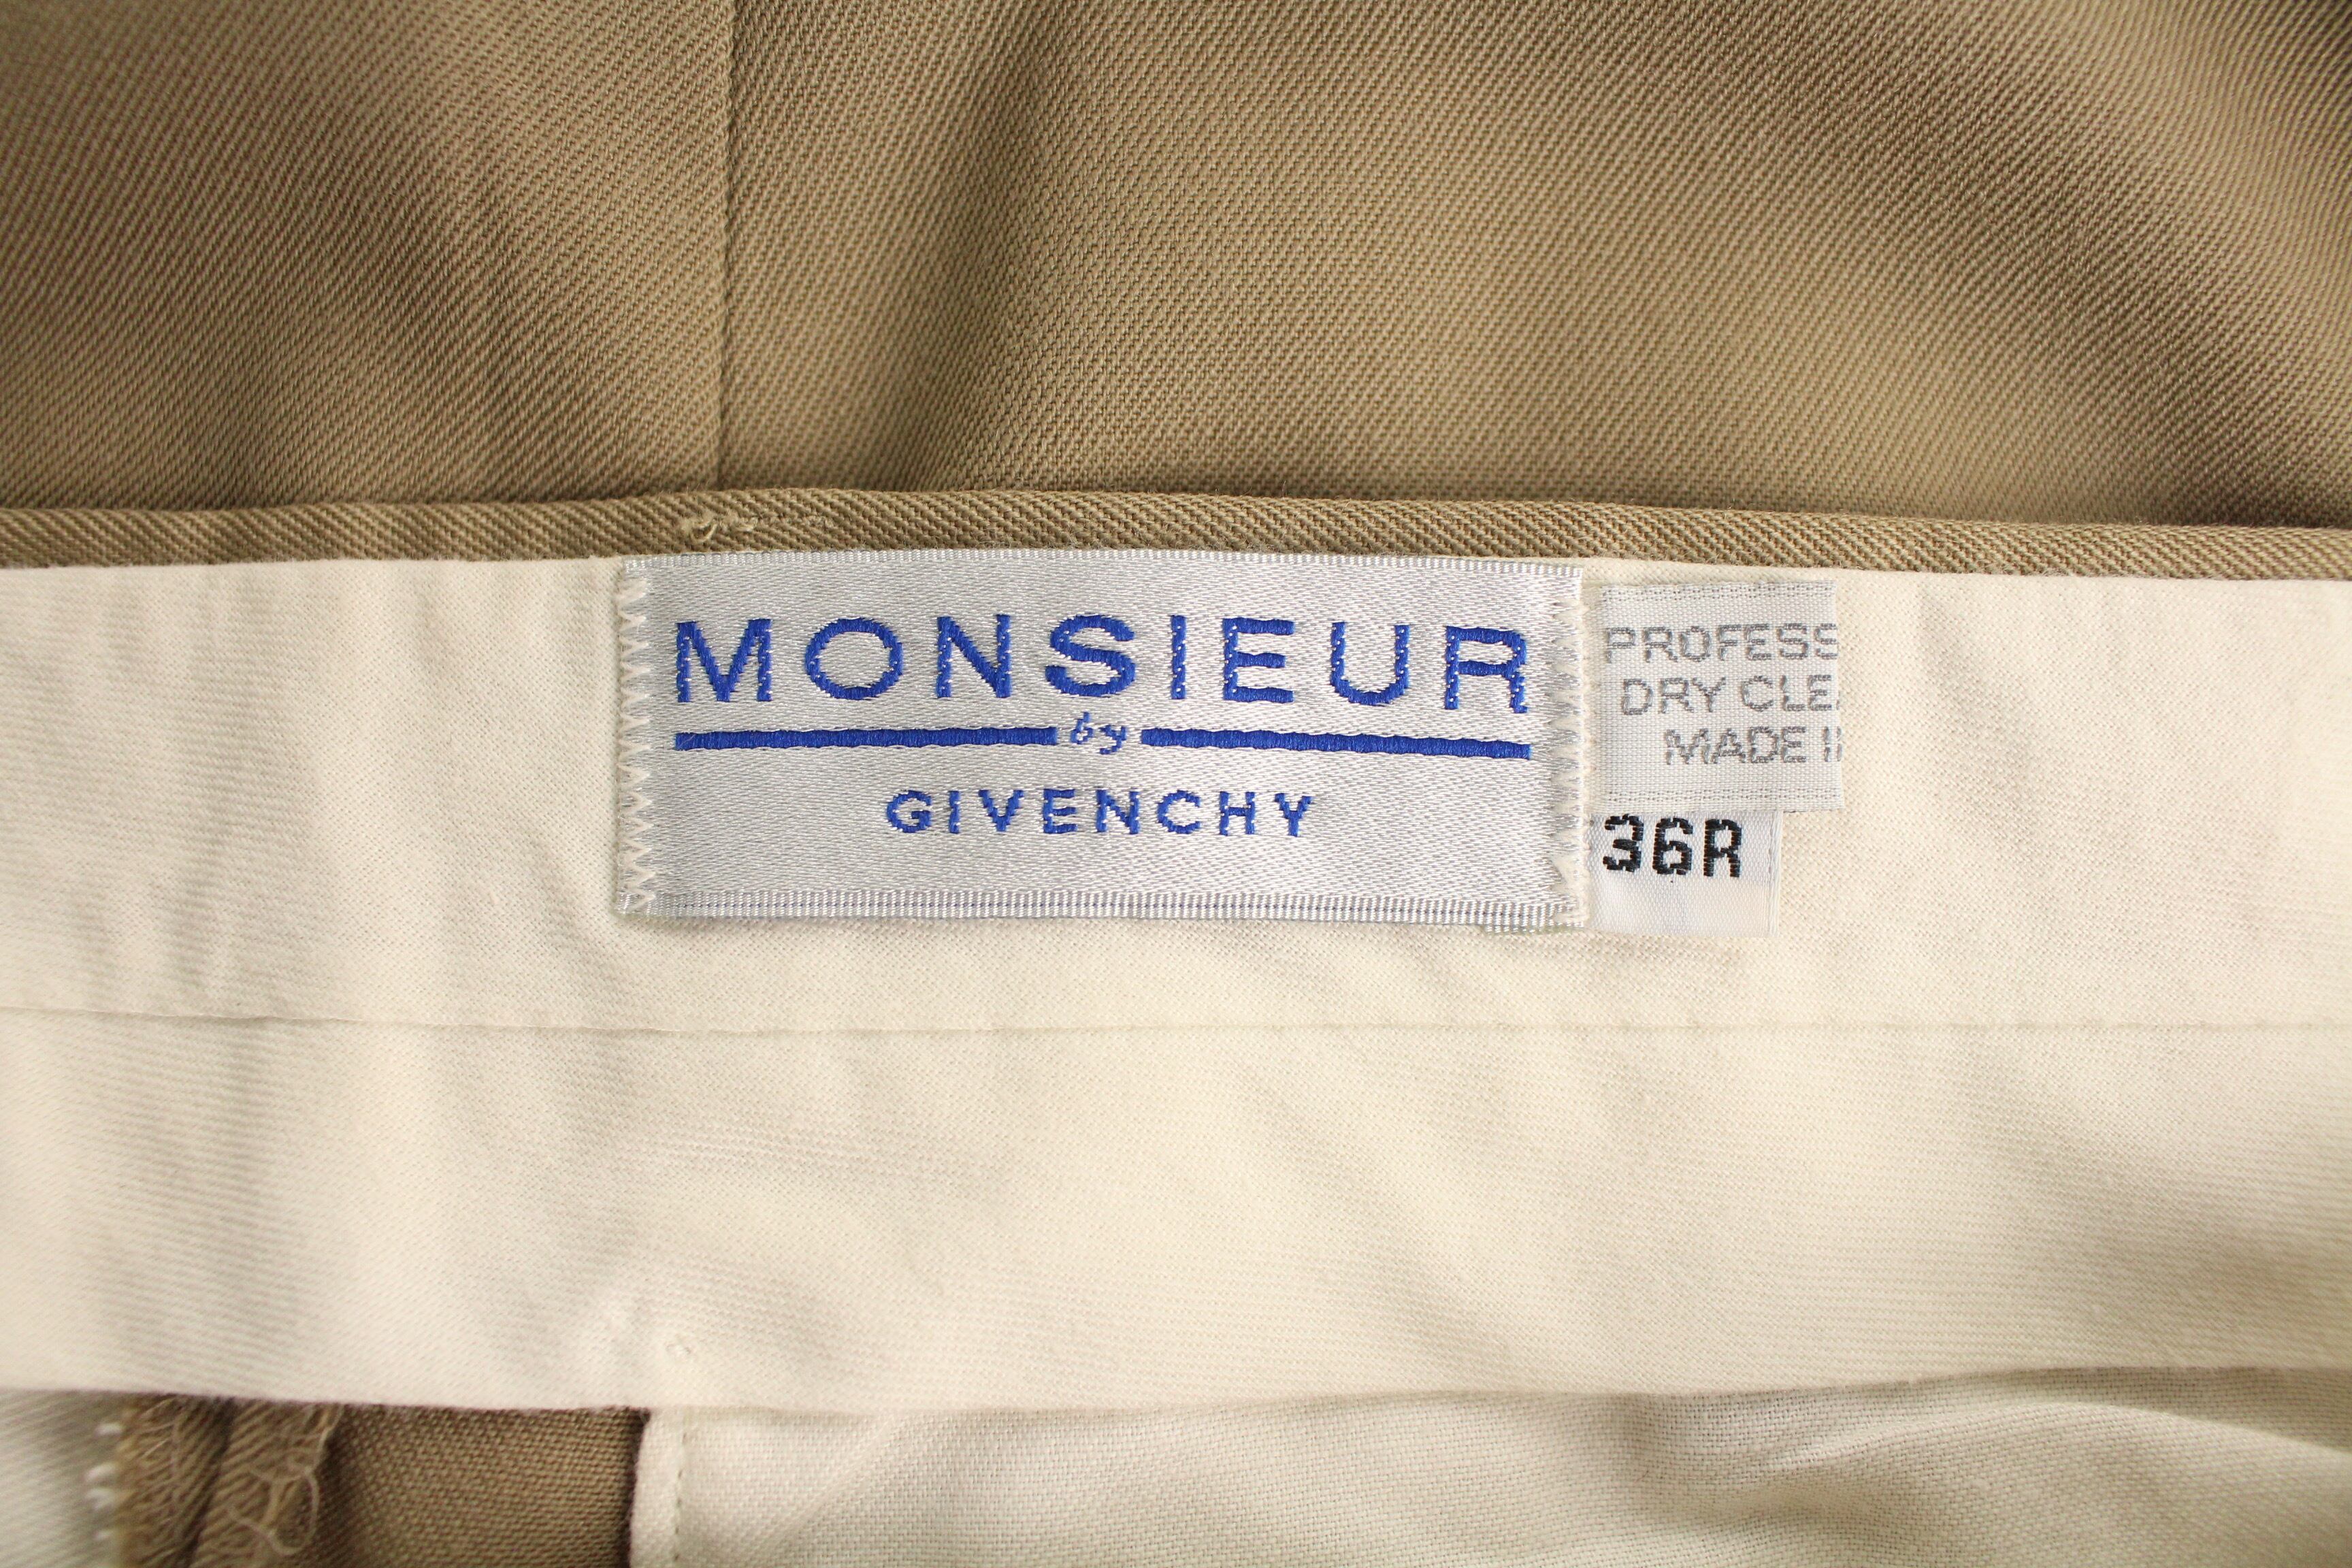 MONSIEUR
by
GIVENCHY
PROFESS
DRY CLE
MADE I
36R